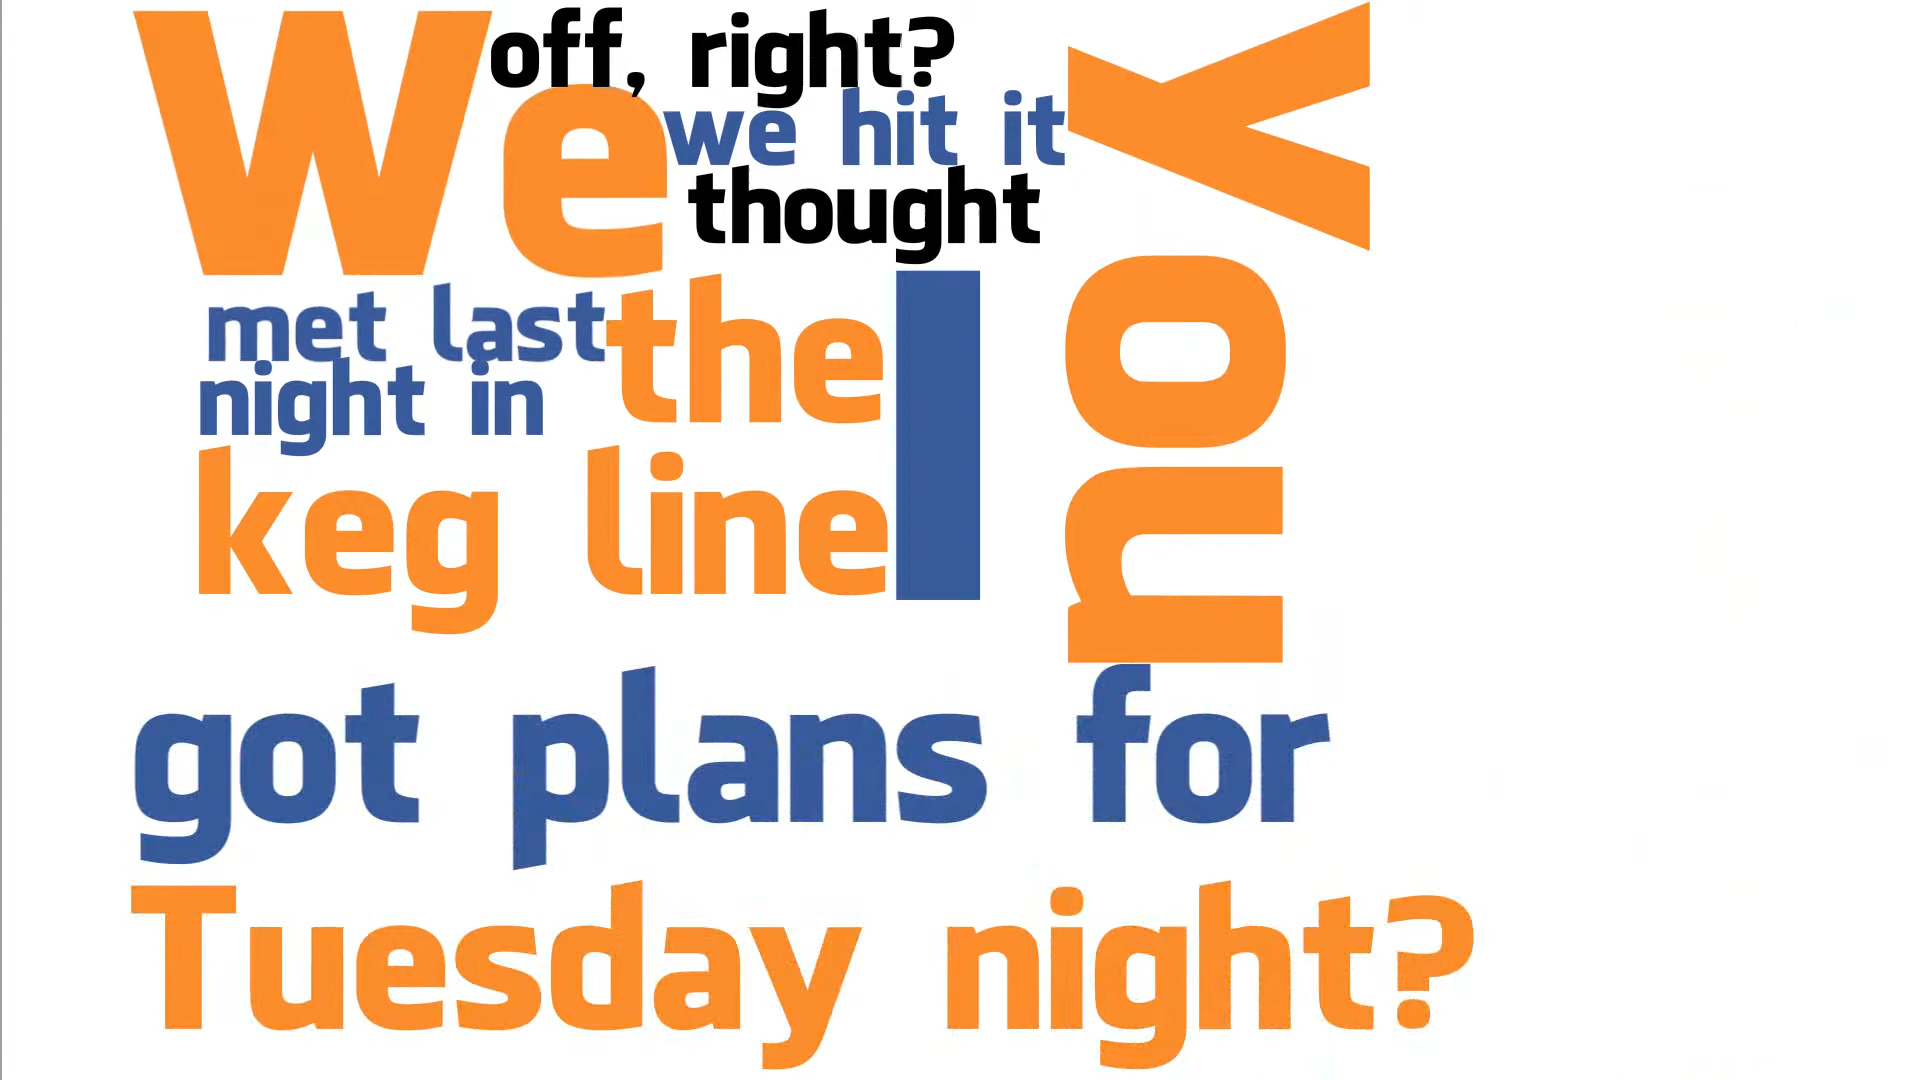 We
met last
night in
the
keg line
I
thought
we hit it
off, right?
You
got plans for
Tuesday night?